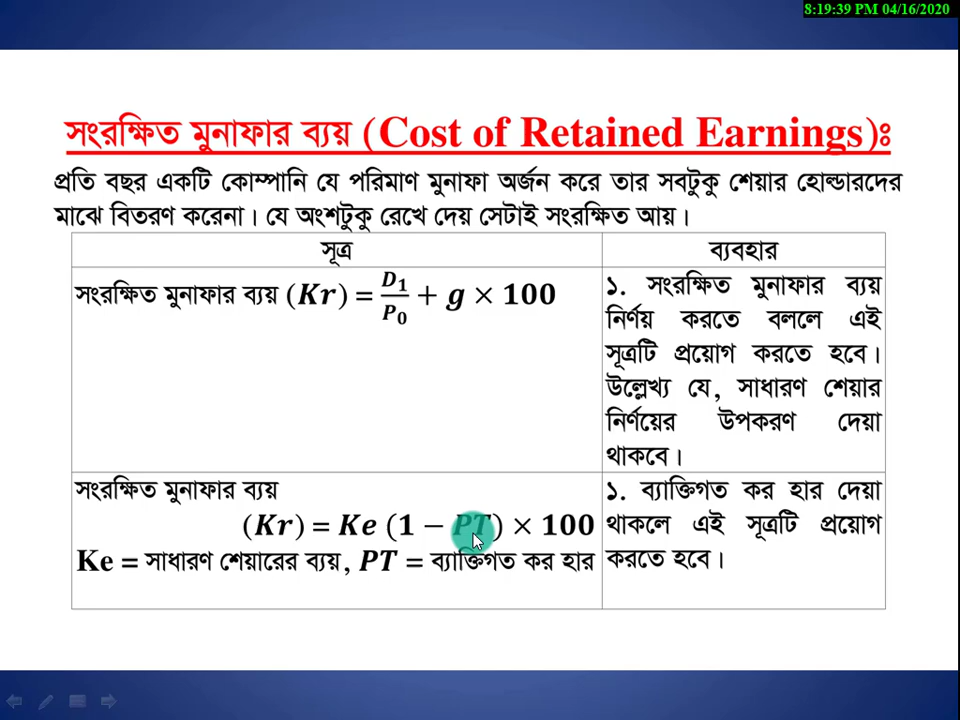 8:19:39 PM 04/16/2020
সংরক্ষিত মুনাফার ব্যয় (Cost of Retained Earnings)ঃ
প্রতি বছর একটি কোম্পানি যে পরিমাণ মুনাফা অর্জন করে তার সবটুকু শেয়ার হোল্ডারদের
মাঝে বিতরণ করেনা। যে অংশটুকু রেখে দেয় সেটাই সংরক্ষিত আয়।
সূত্র
ব্যবহার
সংরক্ষিত মুনাফার ব্যয় (Kr) = D₁/P₀ + g × 100
১. সংরক্ষিত মুনাফার ব্যয়
নির্ণয় করতে বললে এই
সূত্রটি প্রয়োগ করতে হবে।
উল্লেখ্য যে, সাধারণ শেয়ার
নির্ণয়ের উপকরণ দেয়া
থাকবে।
সংরক্ষিত মুনাফার ব্যয়
(Kr) = Ke (1 − PT) × 100
Ke = সাধারণ শেয়ারের ব্যয়, PT = ব্যাক্তিগত কর হার
১. ব্যাক্তিগত কর হার দেয়া
থাকলে এই সূত্রটি প্রয়োগ
করতে হবে।